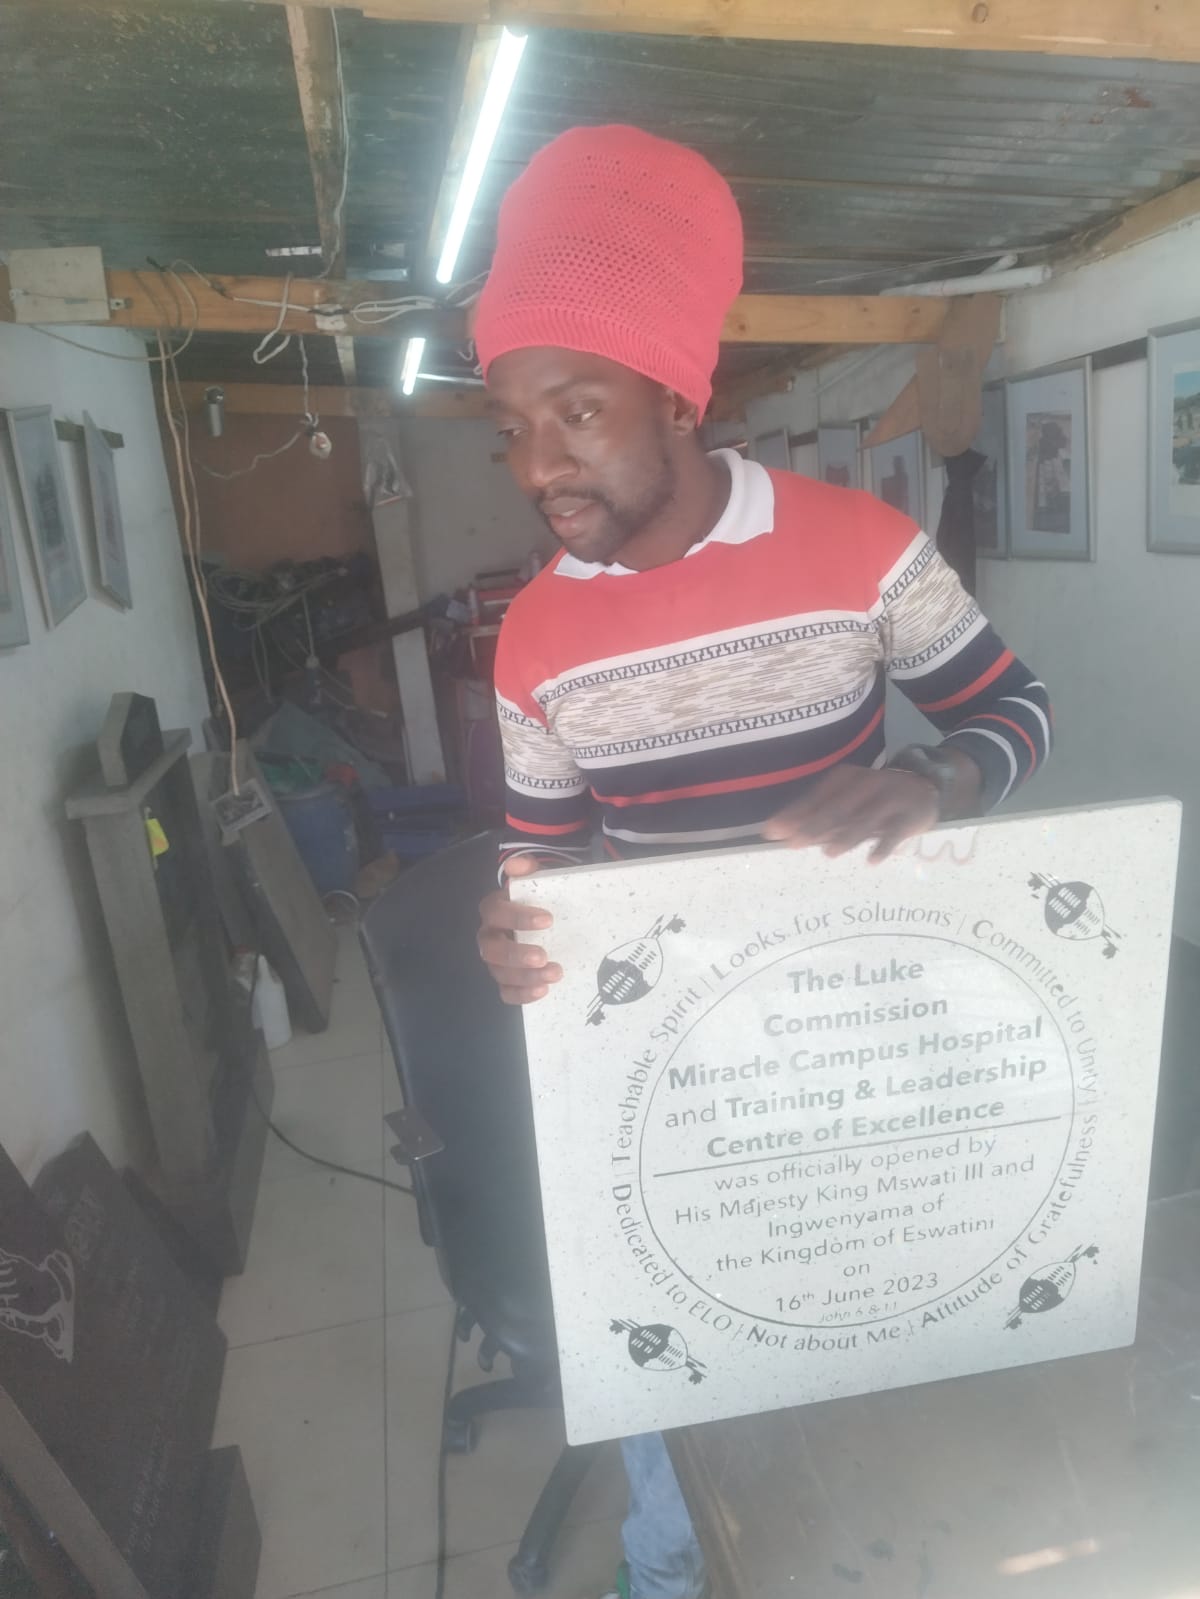 The Luke
Commission
Miracle Campus Hospital
and Training & Leadership
Centre of Excellence
was officially opened by
His Majesty King Mswati III and
Ingwenyama of
the Kingdom of Eswatini
on
16th June 2023
John 6 & 11
Dedicated to ELO | Teachable Spirit | Looks for Solutions | Committed to Unity | Attitude of Gratefulness | Not about Me |